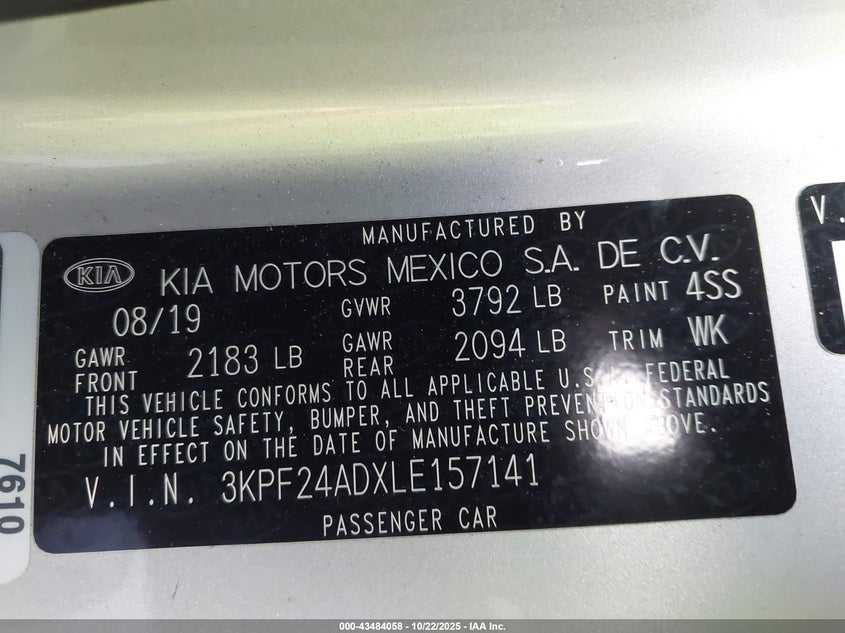 MANUFACTURED BY
KIA KIA MOTORS MEXICO S.A. DE C.V.
08/19 GVWR 3792 LB PAINT 4SS
GAWR FRONT 2183 LB GAWR REAR 2094 LB TRIM WK
THIS VEHICLE CONFORMS TO ALL APPLICABLE U.S.A. FEDERAL
MOTOR VEHICLE SAFETY, BUMPER, AND THEFT PREVENTION STANDARDS
IN EFFECT ON THE DATE OF MANUFACTURE SHOWN ABOVE.
V.I.N. 3KPF24ADXLE157141
PASSENGER CAR
7610
V.
000-43484058 - 10/22/2025 - IAA Inc.